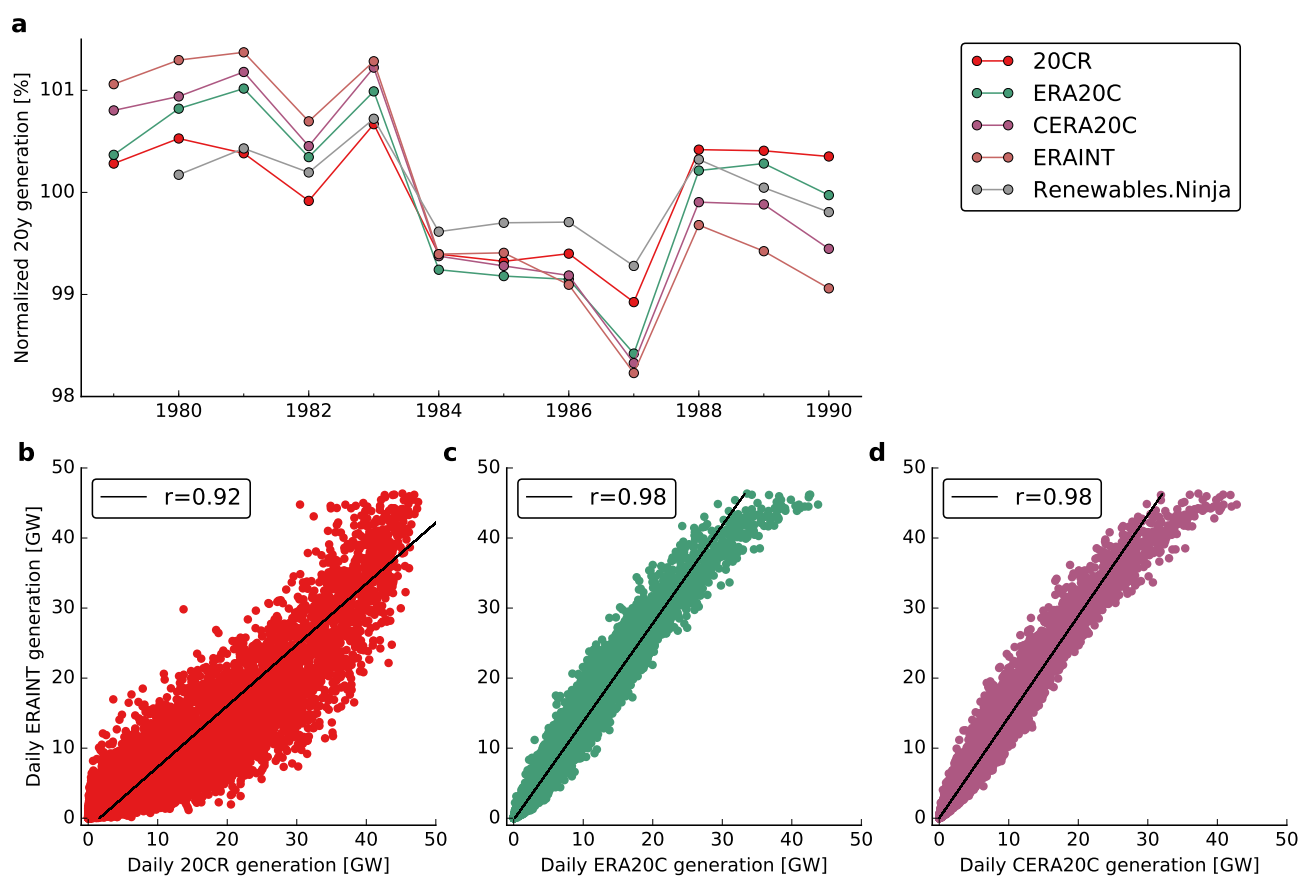 a
Normalized 20y generation [%]
101
100
99
98
1980 1982 1984 1986 1988 1990
20CR
ERA20C
CERA20C
ERAINT
Renewables.Ninja
b
Daily ERAINT generation [GW]
50
40
30
20
10
0
r=0.92
0 10 20 30 40 50
Daily 20CR generation [GW]
c
50
40
30
20
10
0
r=0.98
0 10 20 30 40 50
Daily ERA20C generation [GW]
d
50
40
30
20
10
0
r=0.98
0 10 20 30 40 50
Daily CERA20C generation [GW]